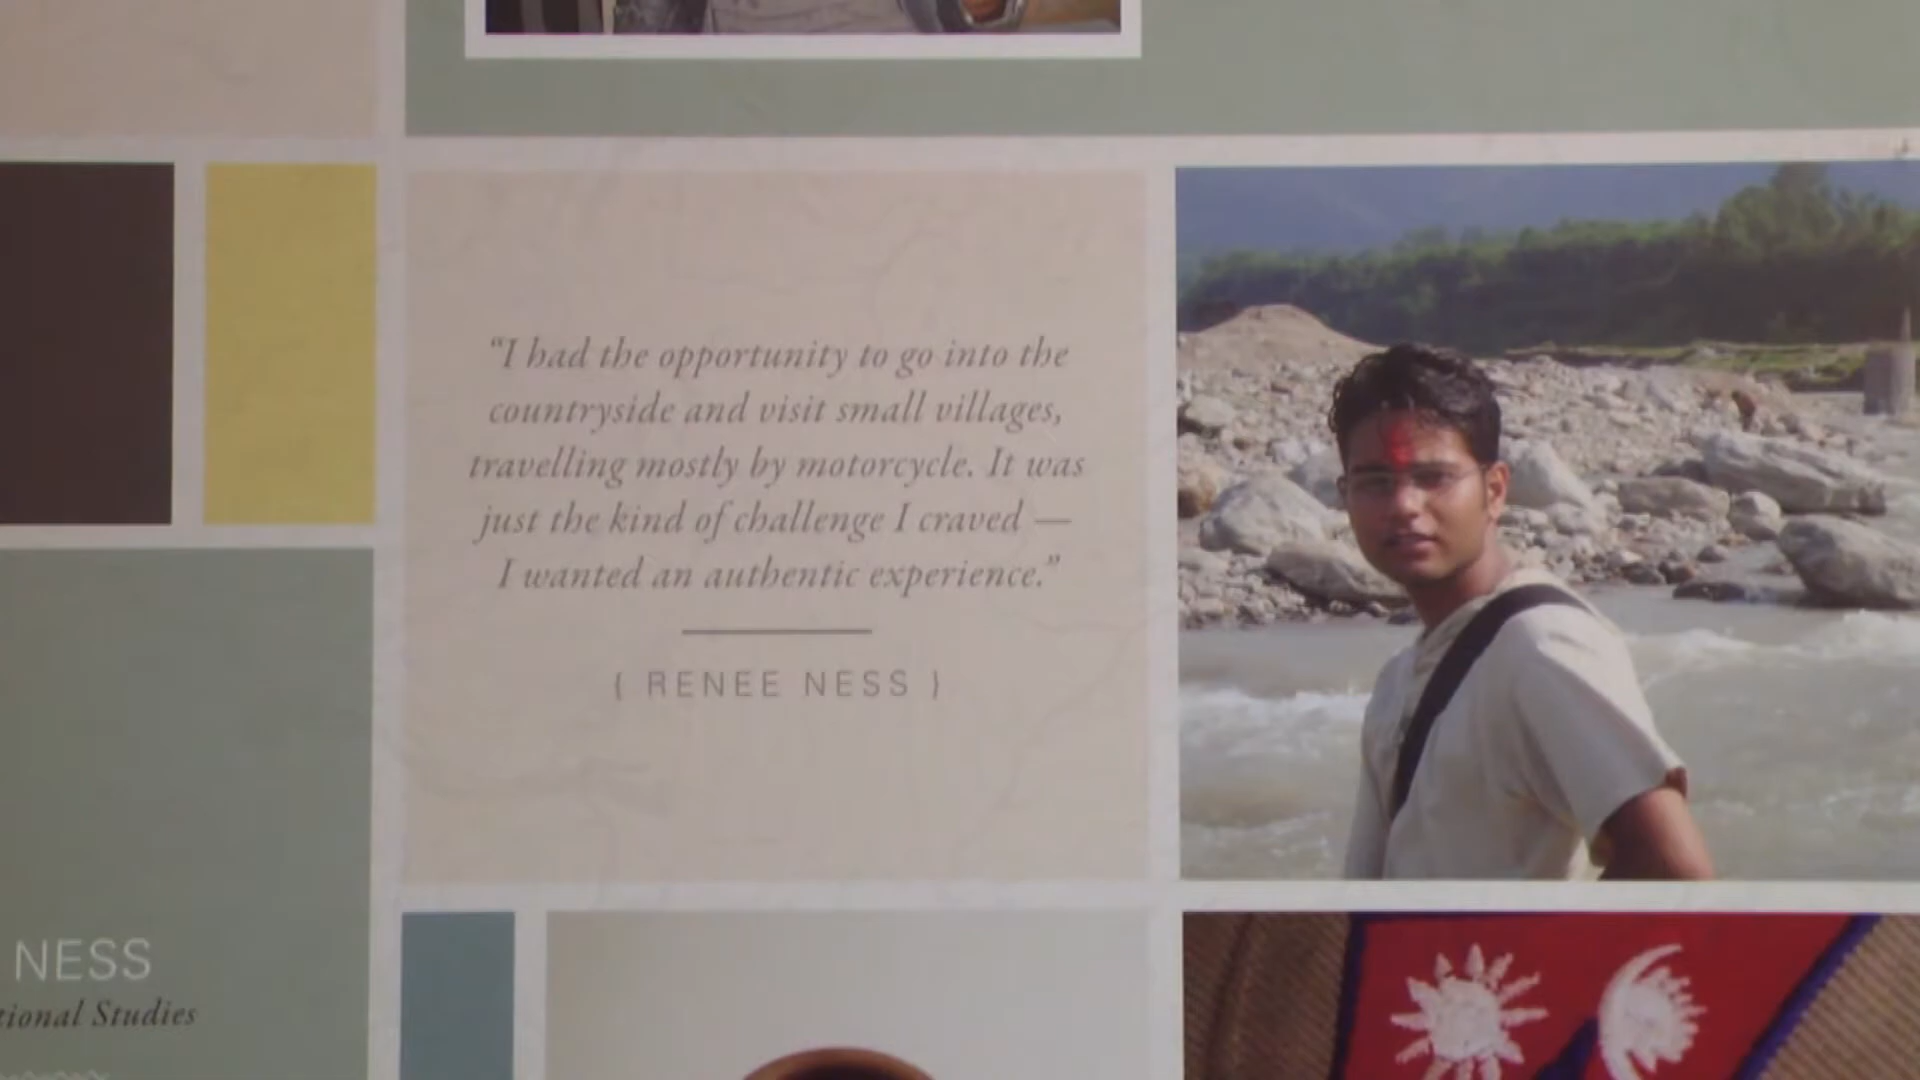 “I had the opportunity to go into the
countryside and visit small villages,
travelling mostly by motorcycle. It was
just the kind of challenge I craved —
I wanted an authentic experience.”
( RENEE NESS )
NESS
tional Studies